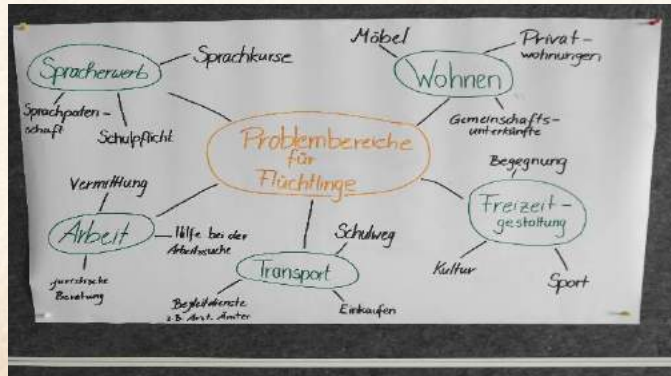 Spracherwerb
Sprachkurse
Sprachpaten-
schaft
Schulpflicht
Möbel
Privat-
wohnungen
Wohnen
Gemeinschafts-
unterkünfte
Problembereiche
für
Flüchtlinge
Begegnung
Freizeit-
gestaltung
Kultur
Sport
Vermittlung
Arbeit
Hilfe bei der
Arbeitssuche
juristische
Beratung
Schulweg
Transport
Begleitdienste
z.B. Arzt, Ämter
Einkaufen